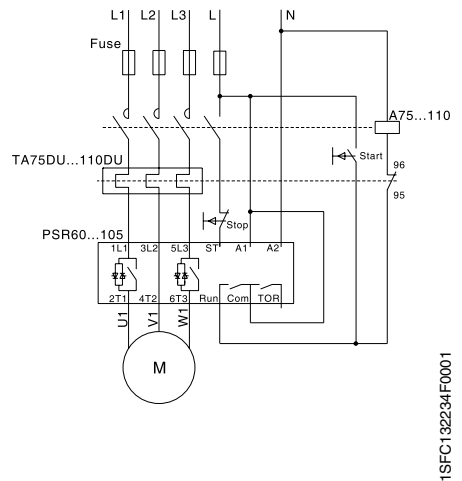 L1 L2 L3 L N
Fuse
A75...110
Start
TA75DU...110DU
96
95
Stop
PSR60...105
1L1 3L2 5L3 ST A1 A2
2T1 4T2 6T3 Run Com TOR
U1 V1 W1
M
1SFC132234F0001